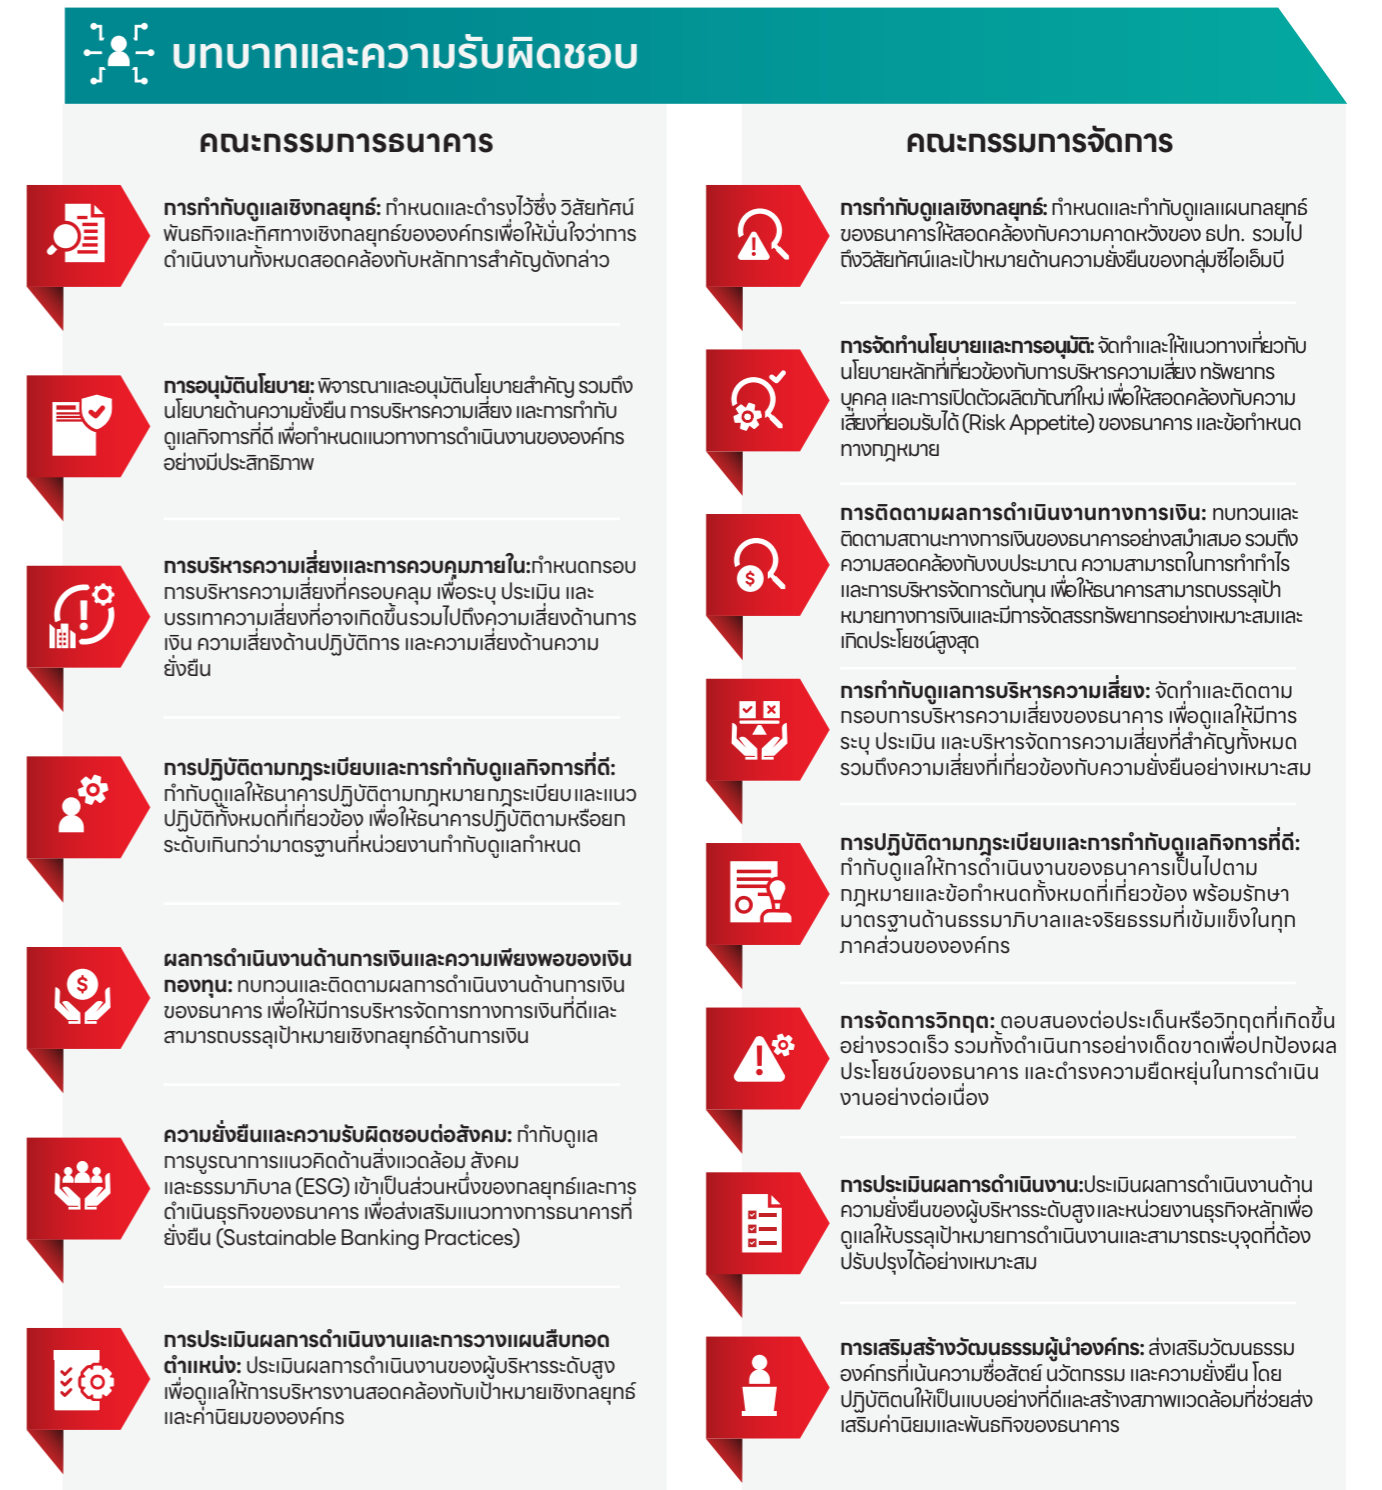 บทบาทและความรับผิดชอบ
คณะกรรมการธนาคาร
การกำกับดูแลเชิงกลยุทธ์: กำหนดและดำรงไว้ซึ่ง วิสัยทัศน์
พันธกิจและทิศทางเชิงกลยุทธ์ขององค์กรเพื่อให้มั่นใจว่าการ
ดำเนินงานทั้งหมดสอดคล้องกับหลักการสำคัญดังกล่าว
การอนุมัตินโยบาย: พิจารณาและอนุมัตินโยบายสำคัญ รวมถึง
นโยบายด้านความยั่งยืน การบริหารความเสี่ยง และการกำกับ
ดูแลกิจการที่ดี เพื่อกำหนดแนวทางการดำเนินงานขององค์กร
อย่างมีประสิทธิภาพ
การบริหารความเสี่ยงและการควบคุมภายใน:กำหนดกรอบ
การบริหารความเสี่ยงที่ครอบคลุม เพื่อระบุ ประเมิน และ
บรรเทาความเสี่ยงที่อาจเกิดขึ้นรวมไปถึงความเสี่ยงด้านการ
เงิน ความเสี่ยงด้านปฏิบัติการ และความเสี่ยงด้านความ
ยั่งยืน
การปฏิบัติตามกฎระเบียบและการกำกับดูแลกิจการที่ดี:
กำกับดูแลให้ธนาคารปฏิบัติตามกฎหมาย กฎระเบียบ และแนว
ปฏิบัติทั้งหมดที่เกี่ยวข้อง เพื่อให้ธนาคารปฏิบัติตามหรือยก
ระดับเกินกว่ามาตรฐานที่หน่วยงานกำกับดูแลกำหนด
ผลการดำเนินงานด้านการเงินและความเพียงพอของเงิน
กองทุน: ทบทวนและติดตามผลการดำเนินงานด้านการเงิน
ของธนาคาร เพื่อให้มีการบริหารจัดการทางการเงินที่ดีและ
สามารถบรรลุเป้าหมายเชิงกลยุทธ์ด้านการเงิน
ความยั่งยืนและความรับผิดชอบต่อสังคม: กำกับดูแล
การบูรณาการแนวคิดด้านสิ่งแวดล้อม สังคม
และธรรมาภิบาล (ESG) เข้าเป็นส่วนหนึ่งของกลยุทธ์และการ
ดำเนินธุรกิจของธนาคาร เพื่อส่งเสริมแนวทางการธนาคารที่
ยั่งยืน (Sustainable Banking Practices)
การประเมินผลการดำเนินงานและการวางแผนสืบทอด
ตำแหน่ง: ประเมินผลการดำเนินงานของผู้บริหารระดับสูง
เพื่อดูแลให้การบริหารงานสอดคล้องกับเป้าหมายเชิงกลยุทธ์
และค่านิยมขององค์กร
คณะกรรมการจัดการ
การกำกับดูแลเชิงกลยุทธ์: กำหนดและกำกับดูแลแผนกลยุทธ์
ของธนาคารให้สอดคล้องกับความคาดหวังของ ธปท. รวมไป
ถึงวิสัยทัศน์และเป้าหมายด้านความยั่งยืนของกลุ่มซีไอเอ็มบี
การจัดทำนโยบายและการอนุมัติ: จัดทำและให้แนวทางเกี่ยวกับ
นโยบายหลักที่เกี่ยวข้องกับการบริหารความเสี่ยง ทรัพยากร
บุคคล และการเปิดตัวผลิตภัณฑ์ใหม่ เพื่อให้สอดคล้องกับความ
เสี่ยงที่ยอมรับได้ (Risk Appetite) ของธนาคาร และข้อกำหนด
ทางกฎหมาย
การติดตามผลการดำเนินงานทางการเงิน: ทบทวนและ
ติดตามสถานะทางการเงินของธนาคารอย่างสม่ำเสมอ รวมถึง
ความสอดคล้องกับงบประมาณ ความสามารถในการทำกำไร
และการบริหารจัดการต้นทุน เพื่อให้ธนาคารสามารถบรรลุเป้า
หมายทางการเงินและมีการจัดสรรทรัพยากรอย่างเหมาะสมและ
เกิดประโยชน์สูงสุด
การกำกับดูแลการบริหารความเสี่ยง: จัดทำและติดตาม
กรอบการบริหารความเสี่ยงของธนาคาร เพื่อดูแลให้มีการ
ระบุ ประเมิน และบริหารจัดการความเสี่ยงที่สำคัญทั้งหมด
รวมถึงความเสี่ยงที่เกี่ยวข้องกับความยั่งยืนอย่างเหมาะสม
การปฏิบัติตามกฎระเบียบและการกำกับดูแลกิจการที่ดี:
กำกับดูแลให้การดำเนินงานของธนาคารเป็นไปตาม
กฎหมายและข้อกำหนดทั้งหมดที่เกี่ยวข้อง พร้อมรักษา
มาตรฐานด้านธรรมาภิบาลและจริยธรรมที่เข้มแข็งในทุก
ภาคส่วนขององค์กร
การจัดการวิกฤต: ตอบสนองต่อประเด็นหรือวิกฤตที่เกิดขึ้น
อย่างรวดเร็ว รวมทั้งดำเนินการอย่างเด็ดขาดเพื่อปกป้องผล
ประโยชน์ของธนาคาร และดำรงความยืดหยุ่นในการดำเนิน
งานอย่างต่อเนื่อง
การประเมินผลการดำเนินงาน:ประเมินผลการดำเนินงานด้าน
ความยั่งยืนของผู้บริหารระดับสูง และหน่วยงานธุรกิจหลักเพื่อ
ดูแลให้บรรลุเป้าหมายการดำเนินงานและสามารถระบุจุดที่ต้อง
ปรับปรุงได้อย่างเหมาะสม
การเสริมสร้างวัฒนธรรมผู้นำองค์กร: ส่งเสริมวัฒนธรรม
องค์กรที่เน้นความซื่อสัตย์ นวัตกรรม และความยั่งยืน โดย
ปฏิบัติตนให้เป็นแบบอย่างที่ดีและสร้างสภาพแวดล้อมที่ช่วยส่ง
เสริมค่านิยมและพันธกิจของธนาคาร